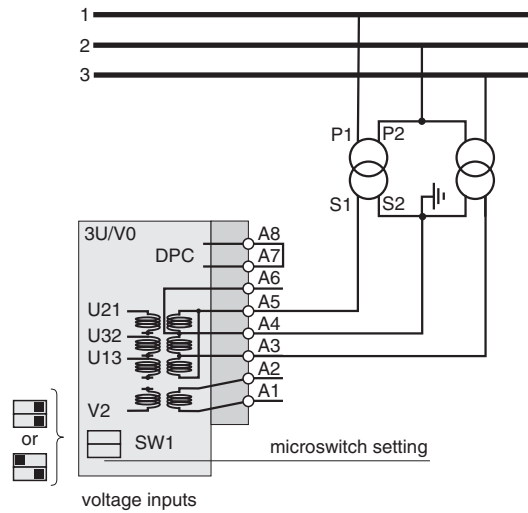 1
2
3
P1 P2
S1 S2
3U/V0
DPC
A8
A7
A6
A5
A4
A3
A2
A1
U21
U32
U13
V2
SW1
or
microswitch setting
voltage inputs